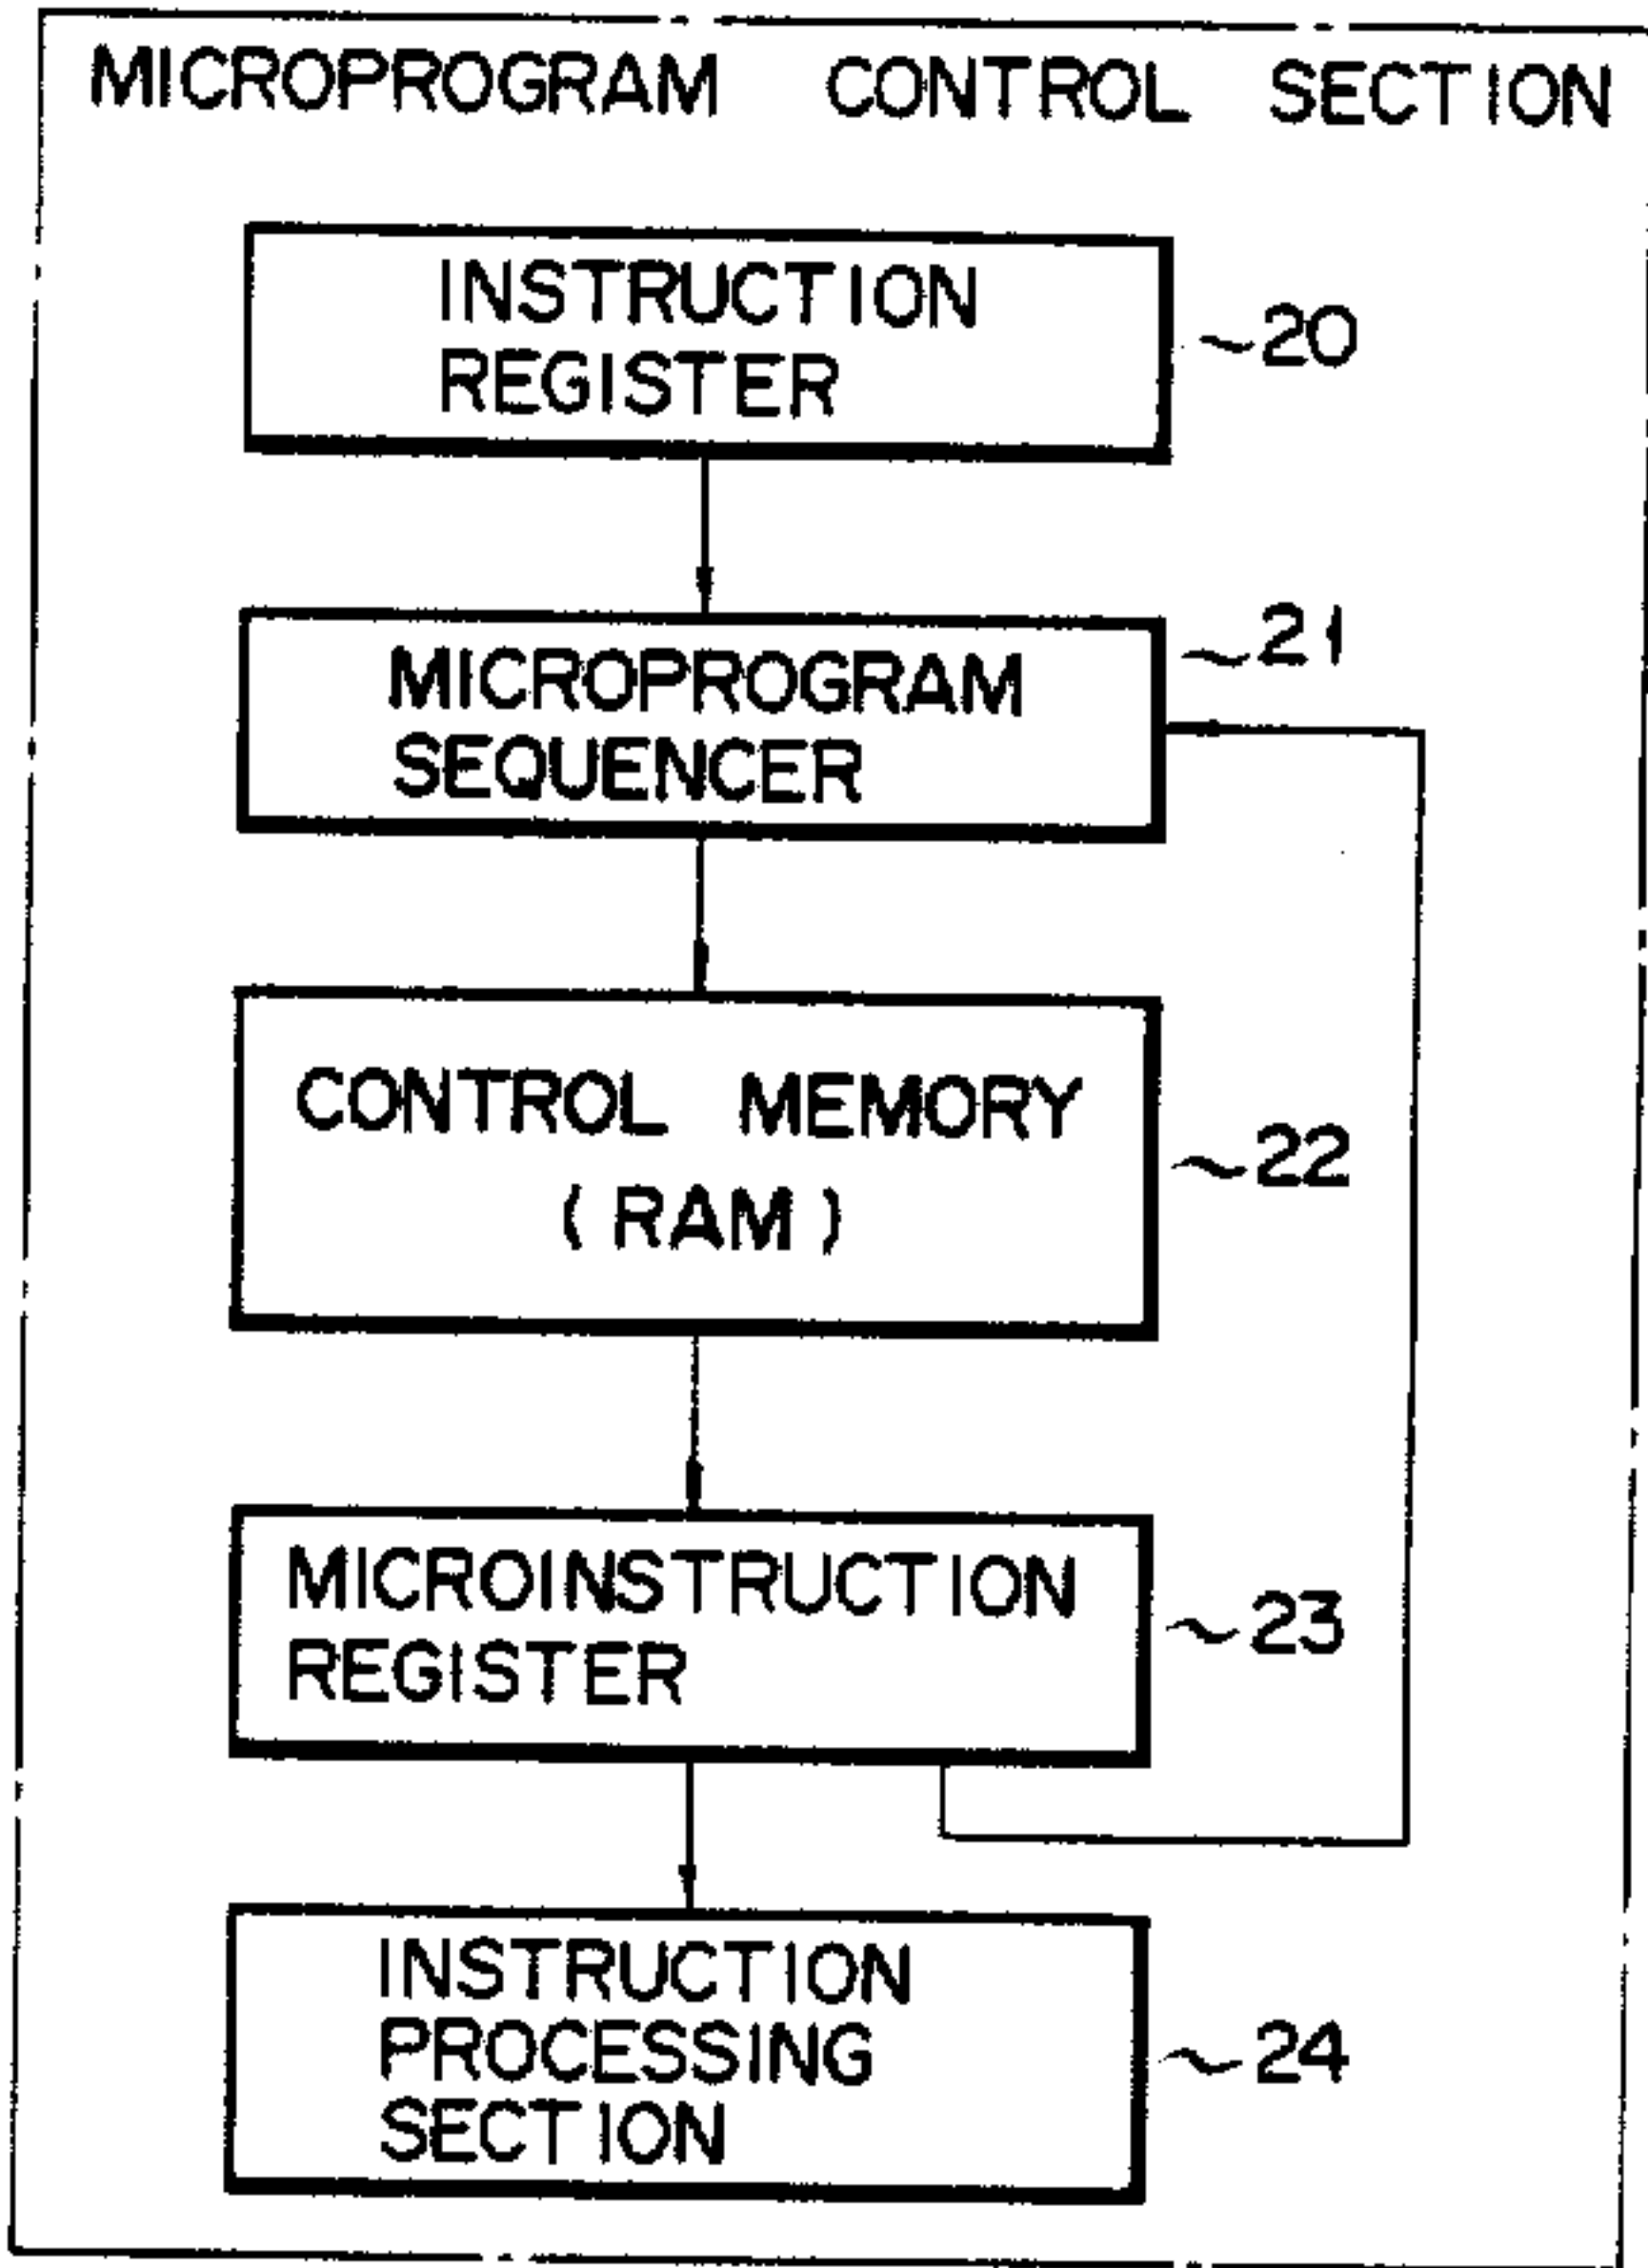 MICROPROGRAM CONTROL SECTION
INSTRUCTION
REGISTER
~20
MICROPROGRAM
SEQUENCER
~21
CONTROL MEMORY
(RAM)
~22
MICROINSTRUCTION
REGISTER
~23
INSTRUCTION
PROCESSING
SECTION
~24